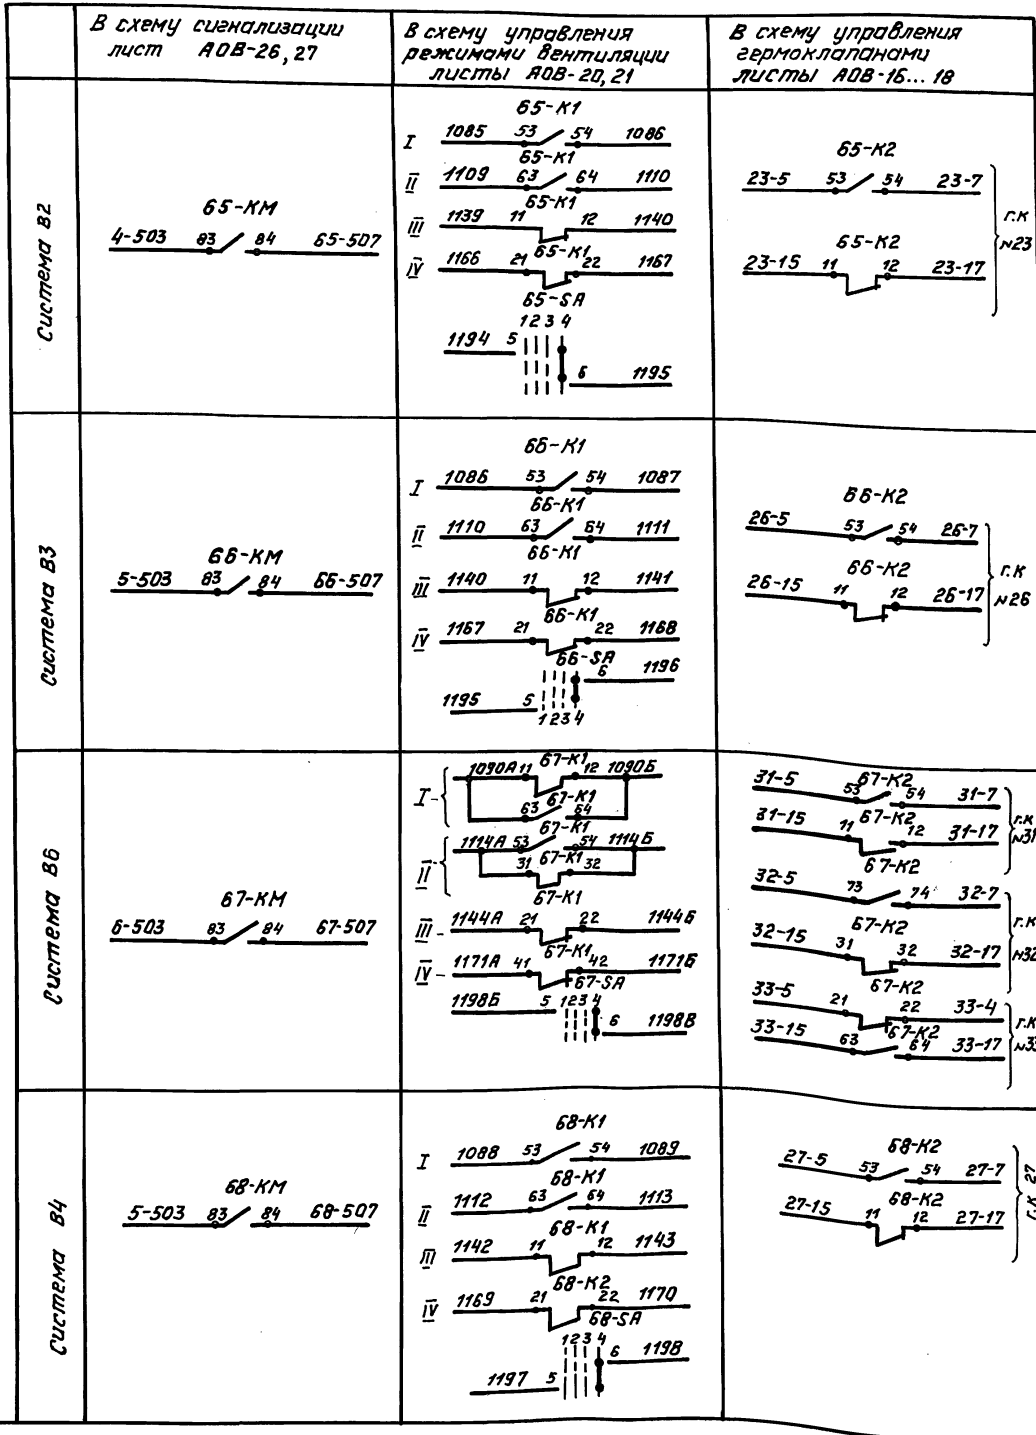 В схему сигнализации
лист АОВ-26,27
В схему управления
режимами вентиляции
листы АОВ-20,21
В схему управления
гермоклапанами
листы АОВ-16...18
Система В2
65-КМ
4-503 83 84 65-507
65-К1
I 1085 53 54 1086
65-К1
II 1109 63 64 1110
65-К1
III 1139 11 12 1140
65-К1
IV 1166 21 22 1167
65-SA
1 2 3 4
1194 5
6 1195
65-К2
23-5 53 54 23-7
65-К2
23-15 11 12 23-17
г.к
№23
Система В3
66-КМ
5-503 83 84 66-507
66-К1
I 1086 53 54 1087
66-К1
II 1110 63 64 1111
66-К1
III 1140 11 12 1141
66-К1
IV 1167 21 22 1168
66-SA
6 1196
1195 5
1 2 3 4
66-К2
26-5 53 54 26-7
66-К2
26-15 11 12 26-17
г.к
№26
Система В6
67-КМ
6-503 83 84 67-507
67-К1
I 1090А 11 12 1090Б
67-К1
63 64
67-К1
II 1114А 53 54 1114Б
67-К1
31 32
67-К1
III 1144А 21 22 1144Б
67-К1
IV 1171А 41 42 1171Б
67-SA
1198Б 5 1 2 3 4
6 1198В
67-К2
31-5 53 54 31-7
67-К2
31-15 11 12 31-17
г.к
№31
67-К2
32-5 73 74 32-7
67-К2
32-15 31 32 32-17
г.к
№32
67-К2
33-5 21 22 33-4
67-К2
33-15 63 64 33-17
г.к
№33
Система В4
68-КМ
5-503 83 84 68-507
68-К1
I 1088 53 54 1089
68-К1
II 1112 63 64 1113
68-К1
III 1142 11 12 1143
68-К2
IV 1169 21 22 1170
68-SA
1 2 3 4
6 1198
1197 5
68-К2
27-5 53 54 27-7
68-К2
27-15 11 12 27-17
г.к 27